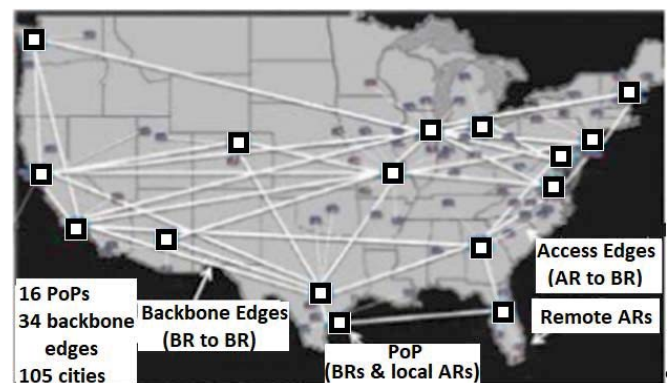 Access Edges
(AR to BR)
16 PoPs
34 backbone
edges
105 cities
Backbone Edges
(BR to BR)
Remote ARs
PoP
(BRs & local ARs)